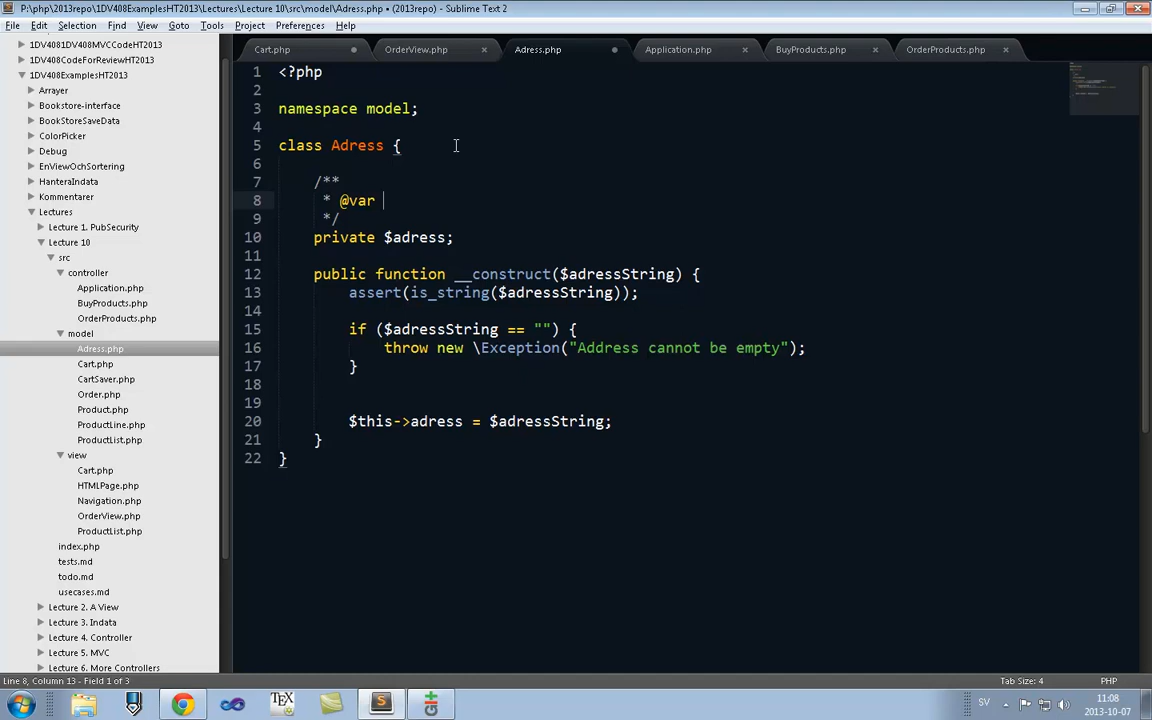 P:\php\2013repo\2013HT\Lectures\Lecture 10\src\model\Adress.php • (2013repo) - Sublime Text 2
File Edit Selection Find View Goto Tools Project Preferences Help
1DV4081DV408MVCCodeHT2013
1DV408CodeForReviewHT2013
1DV408ExamplesHT2013
Arrayer
Bookstore-interface
BookStoreSaveData
ColorPicker
Debug
EnViewOchSortering
HanteraIndata
Kommentarer
Lectures
Lecture 1. PubSecurity
Lecture 10
src
controller
Application.php
BuyProducts.php
OrderProducts.php
model
Adress.php
Cart.php
CartSaver.php
Order.php
Product.php
ProductLine.php
ProductList.php
view
Cart.php
HTMLPage.php
Navigation.php
OrderView.php
ProductList.php
index.php
tests.md
todo.md
usecases.md
Lecture 2. A View
Lecture 3. Indata
Lecture 4. Controller
Lecture 5. MVC
Lecture 6. More Controllers
Cart.php OrderView.php Adress.php Application.php BuyProducts.php OrderProducts.php
1 <?php
2
3 namespace model;
4
5 class Adress {
6
7 /**
8 * @var
9 */
10 private $adress;
11
12 public function __construct($adressString) {
13 assert(is_string($adressString));
14
15 if ($adressString == "") {
16 throw new \Exception("Address cannot be empty");
17 }
18
19
20 $this->adress = $adressString;
21 }
22 }
Line 8, Column 13 - Field 1 of 3 Tab Size: 4 PHP
SV 11:08
2013-10-07